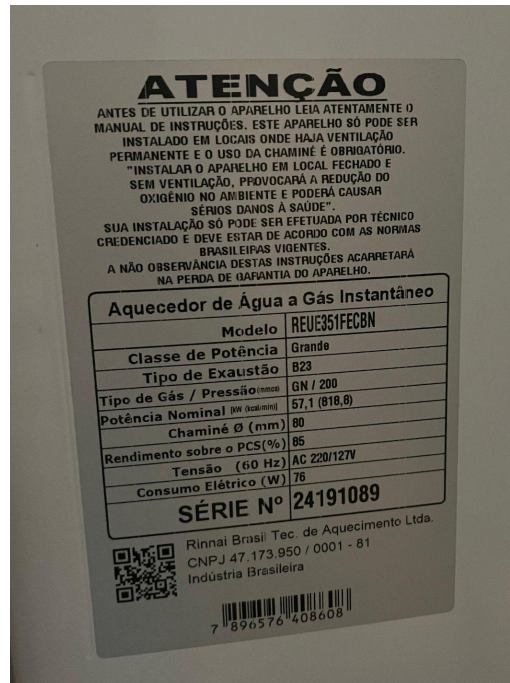 ATENÇÃO
ANTES DE UTILIZAR O APARELHO LEIA ATENTAMENTE O
MANUAL DE INSTRUÇÕES. ESTE APARELHO SÓ PODE SER
INSTALADO EM LOCAIS ONDE HAJA VENTILAÇÃO
PERMANENTE E O USO DA CHAMINÉ É OBRIGATÓRIO.
"INSTALAR O APARELHO EM LOCAL FECHADO E
SEM VENTILAÇÃO, PROVOCARÁ A REDUÇÃO DO
OXIGÊNIO NO AMBIENTE E PODERÁ CAUSAR
SÉRIOS DANOS À SAÚDE".
SUA INSTALAÇÃO SÓ PODE SER EFETUADA POR TÉCNICO
CREDENCIADO E DEVE ESTAR DE ACORDO COM AS NORMAS
BRASILEIRAS VIGENTES.
A NÃO OBSERVÂNCIA DESTAS INSTRUÇÕES ACARRETARÁ
NA PERDA DE GARANTIA DO APARELHO.
Aquecedor de Água a Gás Instantâneo
Modelo REUE351FECBN
Classe de Potência Grande
Tipo de Exaustão B23
Tipo de Gás / Pressão(mmca) GN / 200
Potência Nominal [kW (kcal/min)] 57,1 (818,8)
Chaminé Ø (mm) 80
Rendimento sobre o PCS(%) 85
Tensão (60 Hz) AC 220/127V
Consumo Elétrico (W) 76
SÉRIE Nº 24191089
Rinnai Brasil Tec. de Aquecimento Ltda.
CNPJ 47.173.950 / 0001 - 81
Indústria Brasileira
7 896576 408608